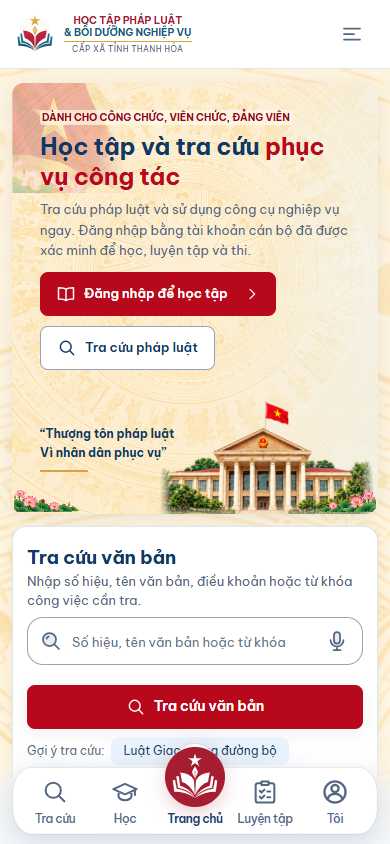 HỌC TẬP PHÁP LUẬT
& BỒI DƯỠNG NGHIỆP VỤ
CẤP XÃ TỈNH THANH HÓA
DÀNH CHO CÔNG CHỨC, VIÊN CHỨC, ĐẢNG VIÊN
Học tập và tra cứu phục
vụ công tác
Tra cứu pháp luật và sử dụng công cụ nghiệp vụ
ngay. Đăng nhập bằng tài khoản cán bộ đã được
xác minh để học, luyện tập và thi.
Đăng nhập để học tập
Tra cứu pháp luật
“Thượng tôn pháp luật
Vì nhân dân phục vụ”
Tra cứu văn bản
Nhập số hiệu, tên văn bản, điều khoản hoặc từ khóa
công việc cần tra.
Số hiệu, tên văn bản hoặc từ khóa
Tra cứu văn bản
Gợi ý tra cứu:
Luật đường bộ
Tra cứu
Học
Trang chủ
Luyện tập
Tôi